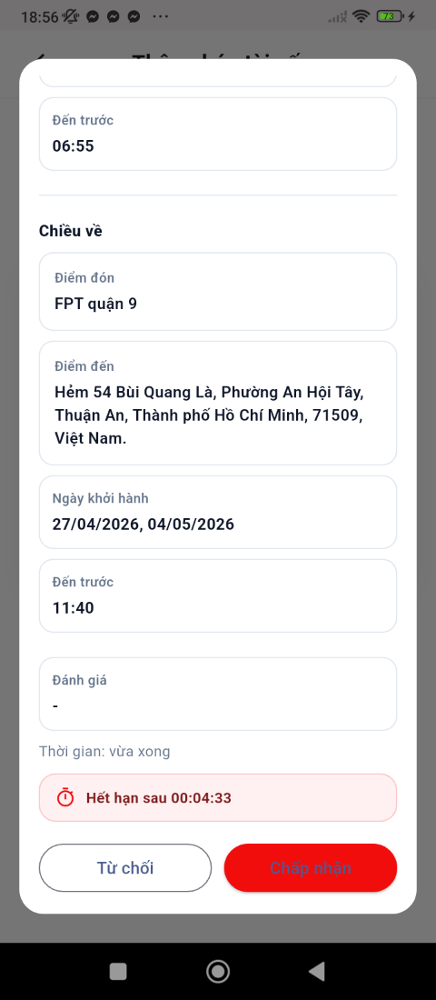 18:56
73
Đến trước
06:55
Chiều về
Điểm đón
FPT quận 9
Điểm đến
Hẻm 54 Bùi Quang Là, Phường An Hội Tây,
Thuận An, Thành phố Hồ Chí Minh, 71509,
Việt Nam.
Ngày khởi hành
27/04/2026, 04/05/2026
Đến trước
11:40
Đánh giá
-
Thời gian: vừa xong
Hết hạn sau 00:04:33
Từ chối
Chấp nhận